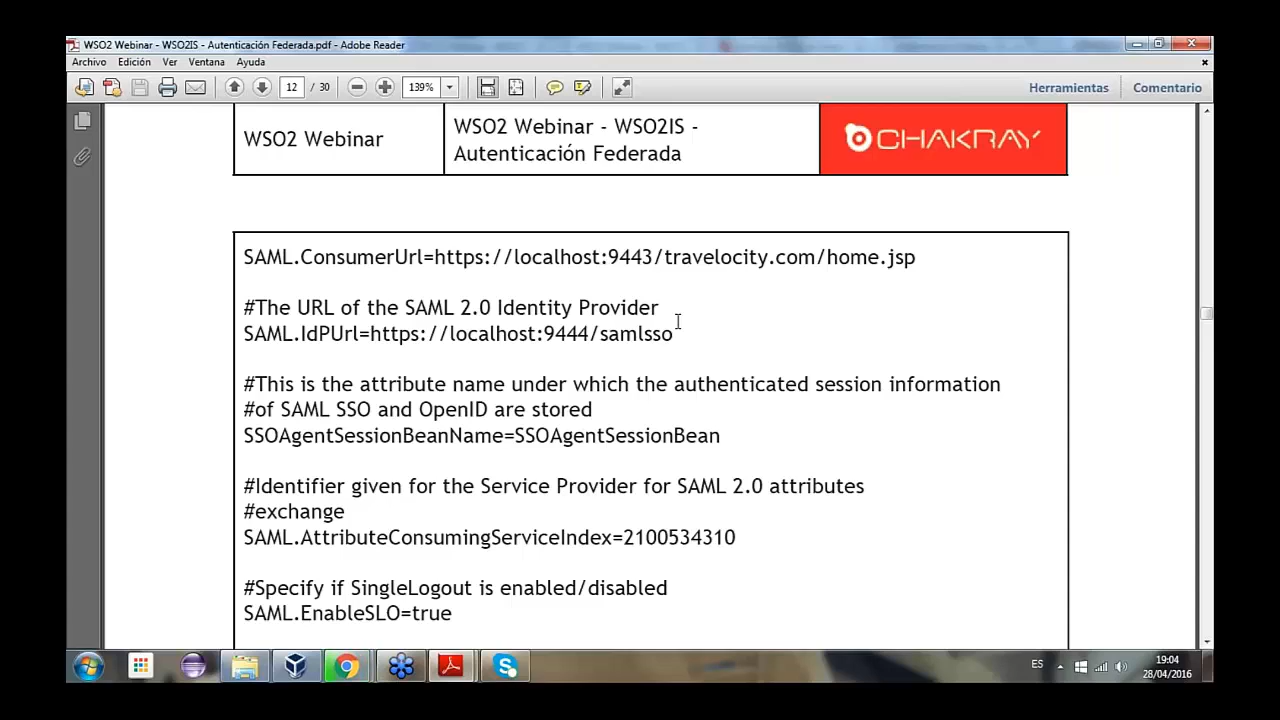 WSO2 Webinar - WSO2IS - Autenticación Federada.pdf - Adobe Reader
Archivo Edición Ver Ventana Ayuda
12 / 30 139% Herramientas Comentario
WSO2 Webinar
WSO2 Webinar - WSO2IS -
Autenticación Federada
CHAKRAY
SAML.ConsumerUrl=https://localhost:9443/travelocity.com/home.jsp
#The URL of the SAML 2.0 Identity Provider
SAML.IdPUrl=https://localhost:9444/samlsso
#This is the attribute name under which the authenticated session information
#of SAML SSO and OpenID are stored
SSOAgentSessionBeanName=SSOAgentSessionBean
#Identifier given for the Service Provider for SAML 2.0 attributes
#exchange
SAML.AttributeConsumingServiceIndex=2100534310
#Specify if SingleLogout is enabled/disabled
SAML.EnableSLO=true
ES
19:04
28/04/2016